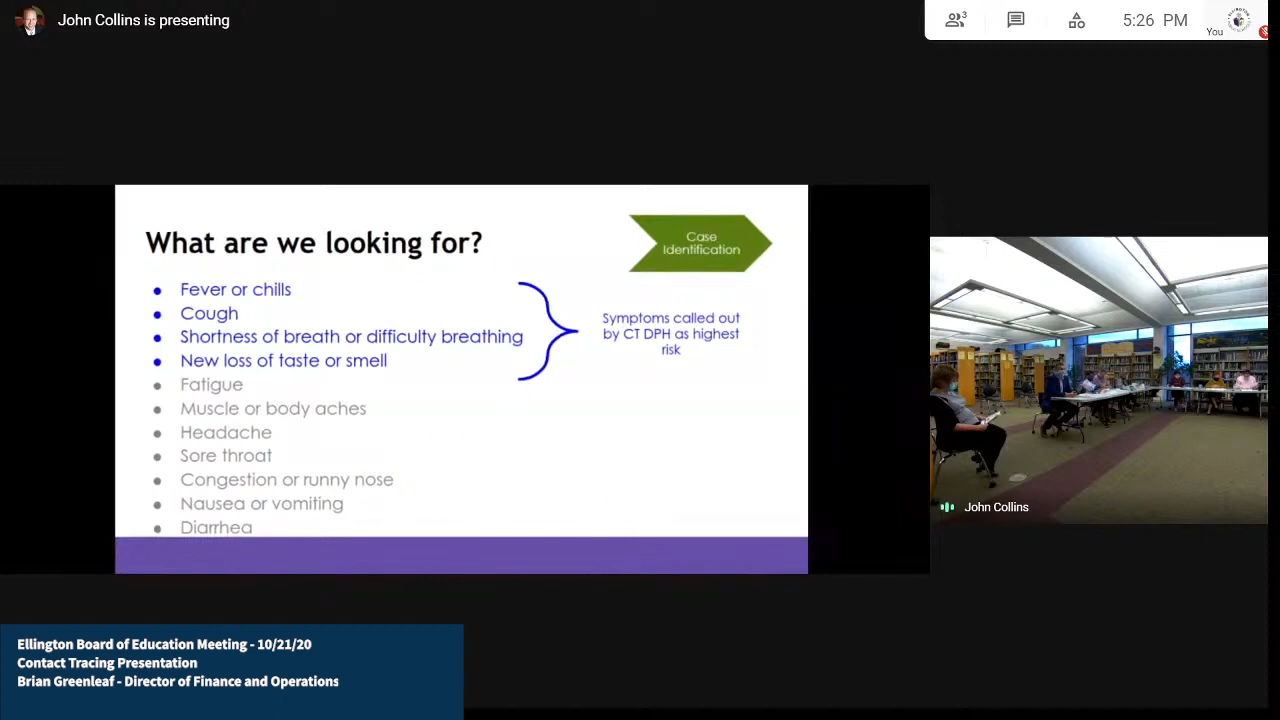 John Collins is presenting
3
5:26 PM
You
What are we looking for?
Case
Identification
Fever or chills
Cough
Shortness of breath or difficulty breathing
New loss of taste or smell
Fatigue
Muscle or body aches
Headache
Sore throat
Congestion or runny nose
Nausea or vomiting
Diarrhea
Symptoms called out
by CT DPH as highest
risk
John Collins
Ellington Board of Education Meeting - 10/21/20
Contact Tracing Presentation
Brian Greenleaf - Director of Finance and Operations